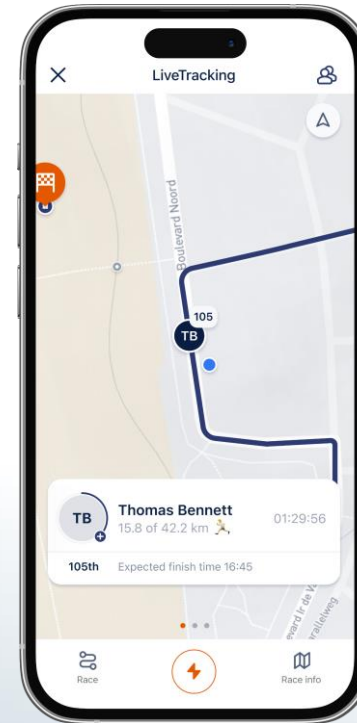 LiveTracking
Boulevard Noord
105
TB
TB
Thomas Bennett
15.8 of 42.2 km
01:29:56
105th
Expected finish time 16:45
Race
Race info